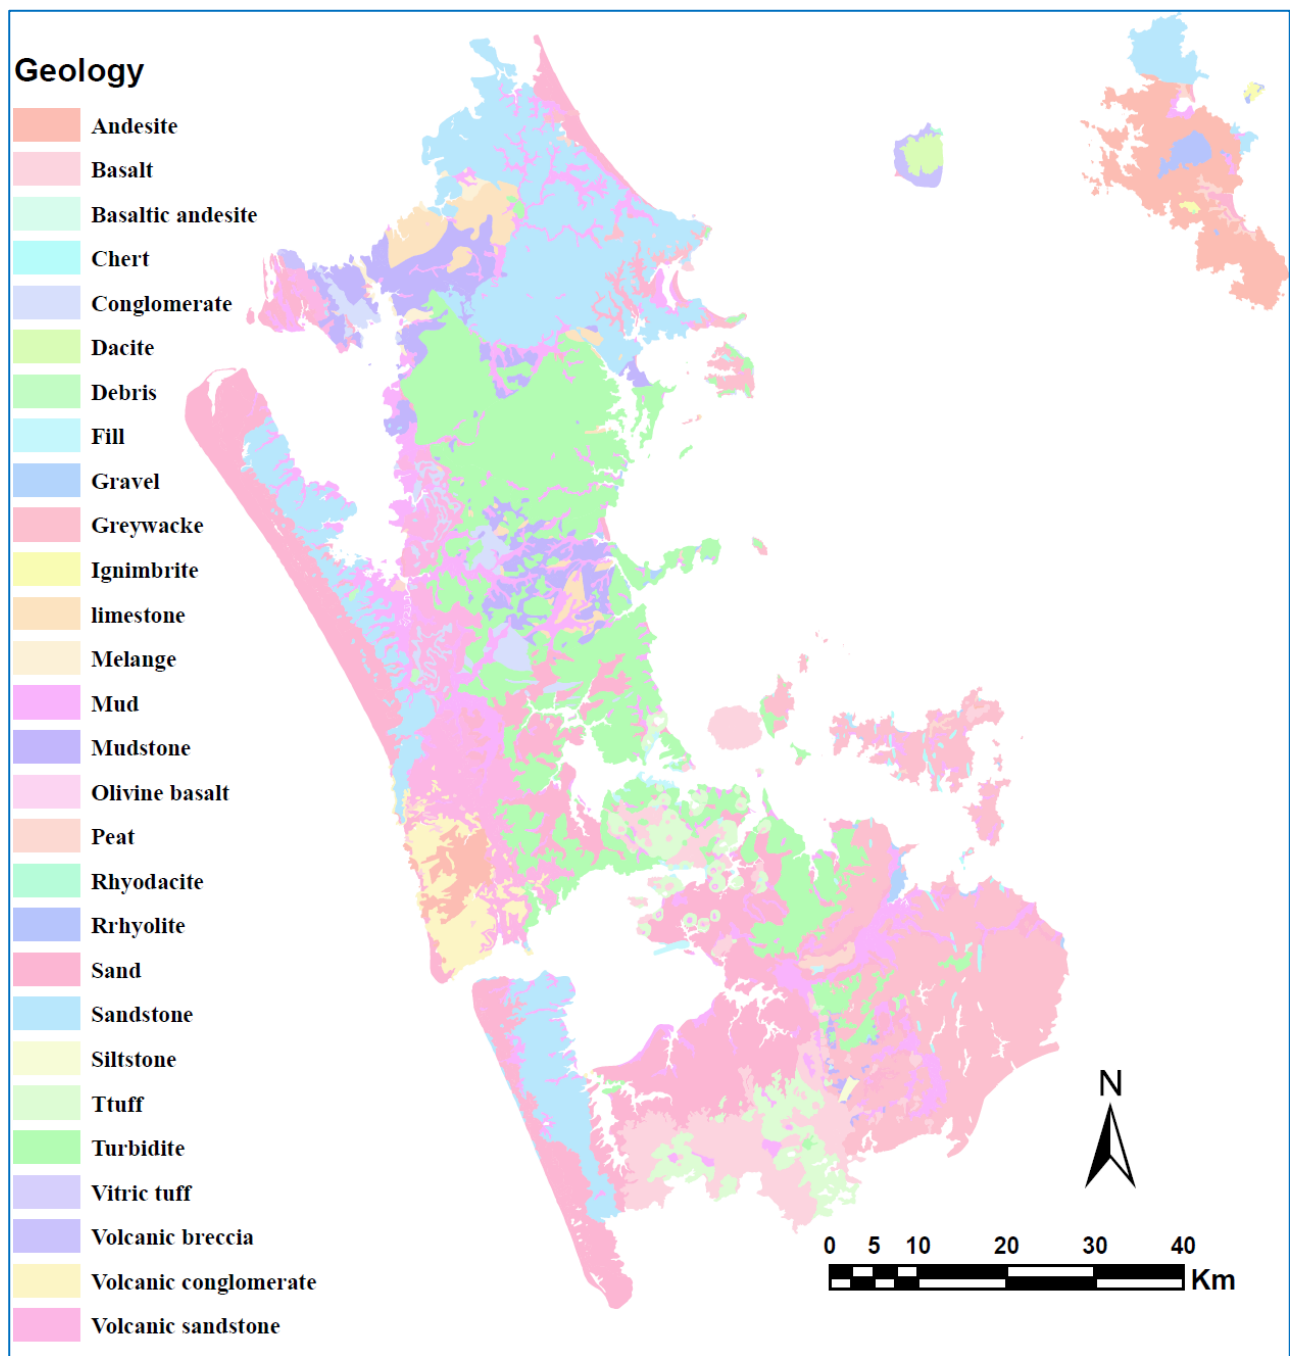 Geology
Andesite
Basalt
Basaltic andesite
Chert
Conglomerate
Dacite
Debris
Fill
Gravel
Greywacke
Ignimbrite
limestone
Melange
Mud
Mudstone
Olivine basalt
Peat
Rhyodacite
Rrhyolite
Sand
Sandstone
Siltstone
Ttuff
Turbidite
Vitric tuff
Volcanic breccia
Volcanic conglomerate
Volcanic sandstone
N
0 5 10 20 30 40
Km